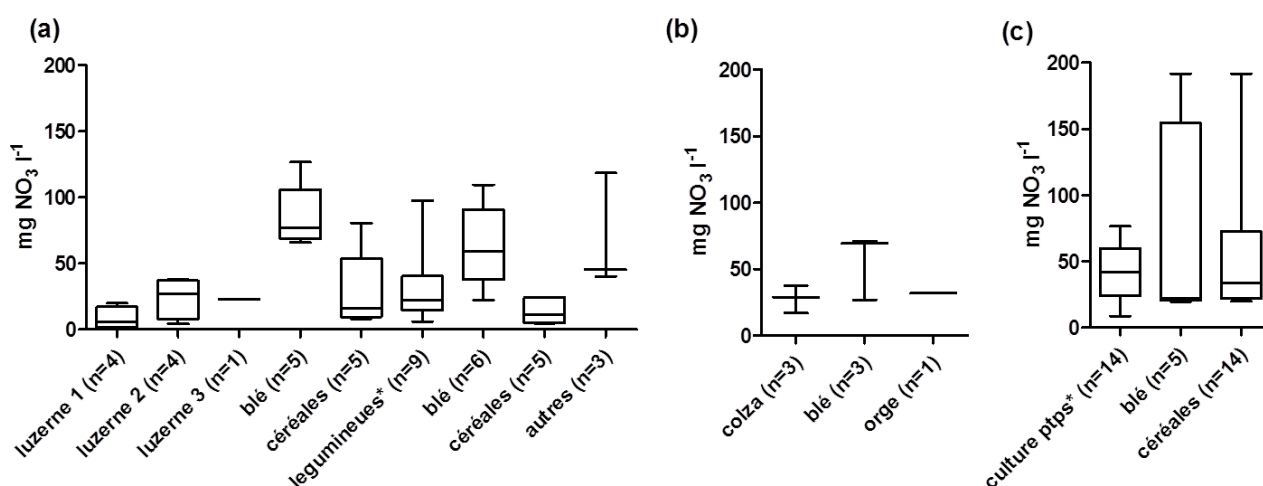 (a)
mg NO3 l-1
200
150
100
50
0
luzerne 1 (n=4)
luzerne 2 (n=4)
luzerne 3 (n=1)
blé (n=5)
céréales (n=5)
legumineues* (n=9)
blé (n=6)
céréales (n=5)
autres (n=3)
(b)
mg NO3 l-1
200
150
100
50
0
colza (n=3)
blé (n=3)
orge (n=1)
(c)
mg NO3 l-1
200
150
100
50
0
culture ptps* (n=14)
blé (n=5)
céréales (n=14)